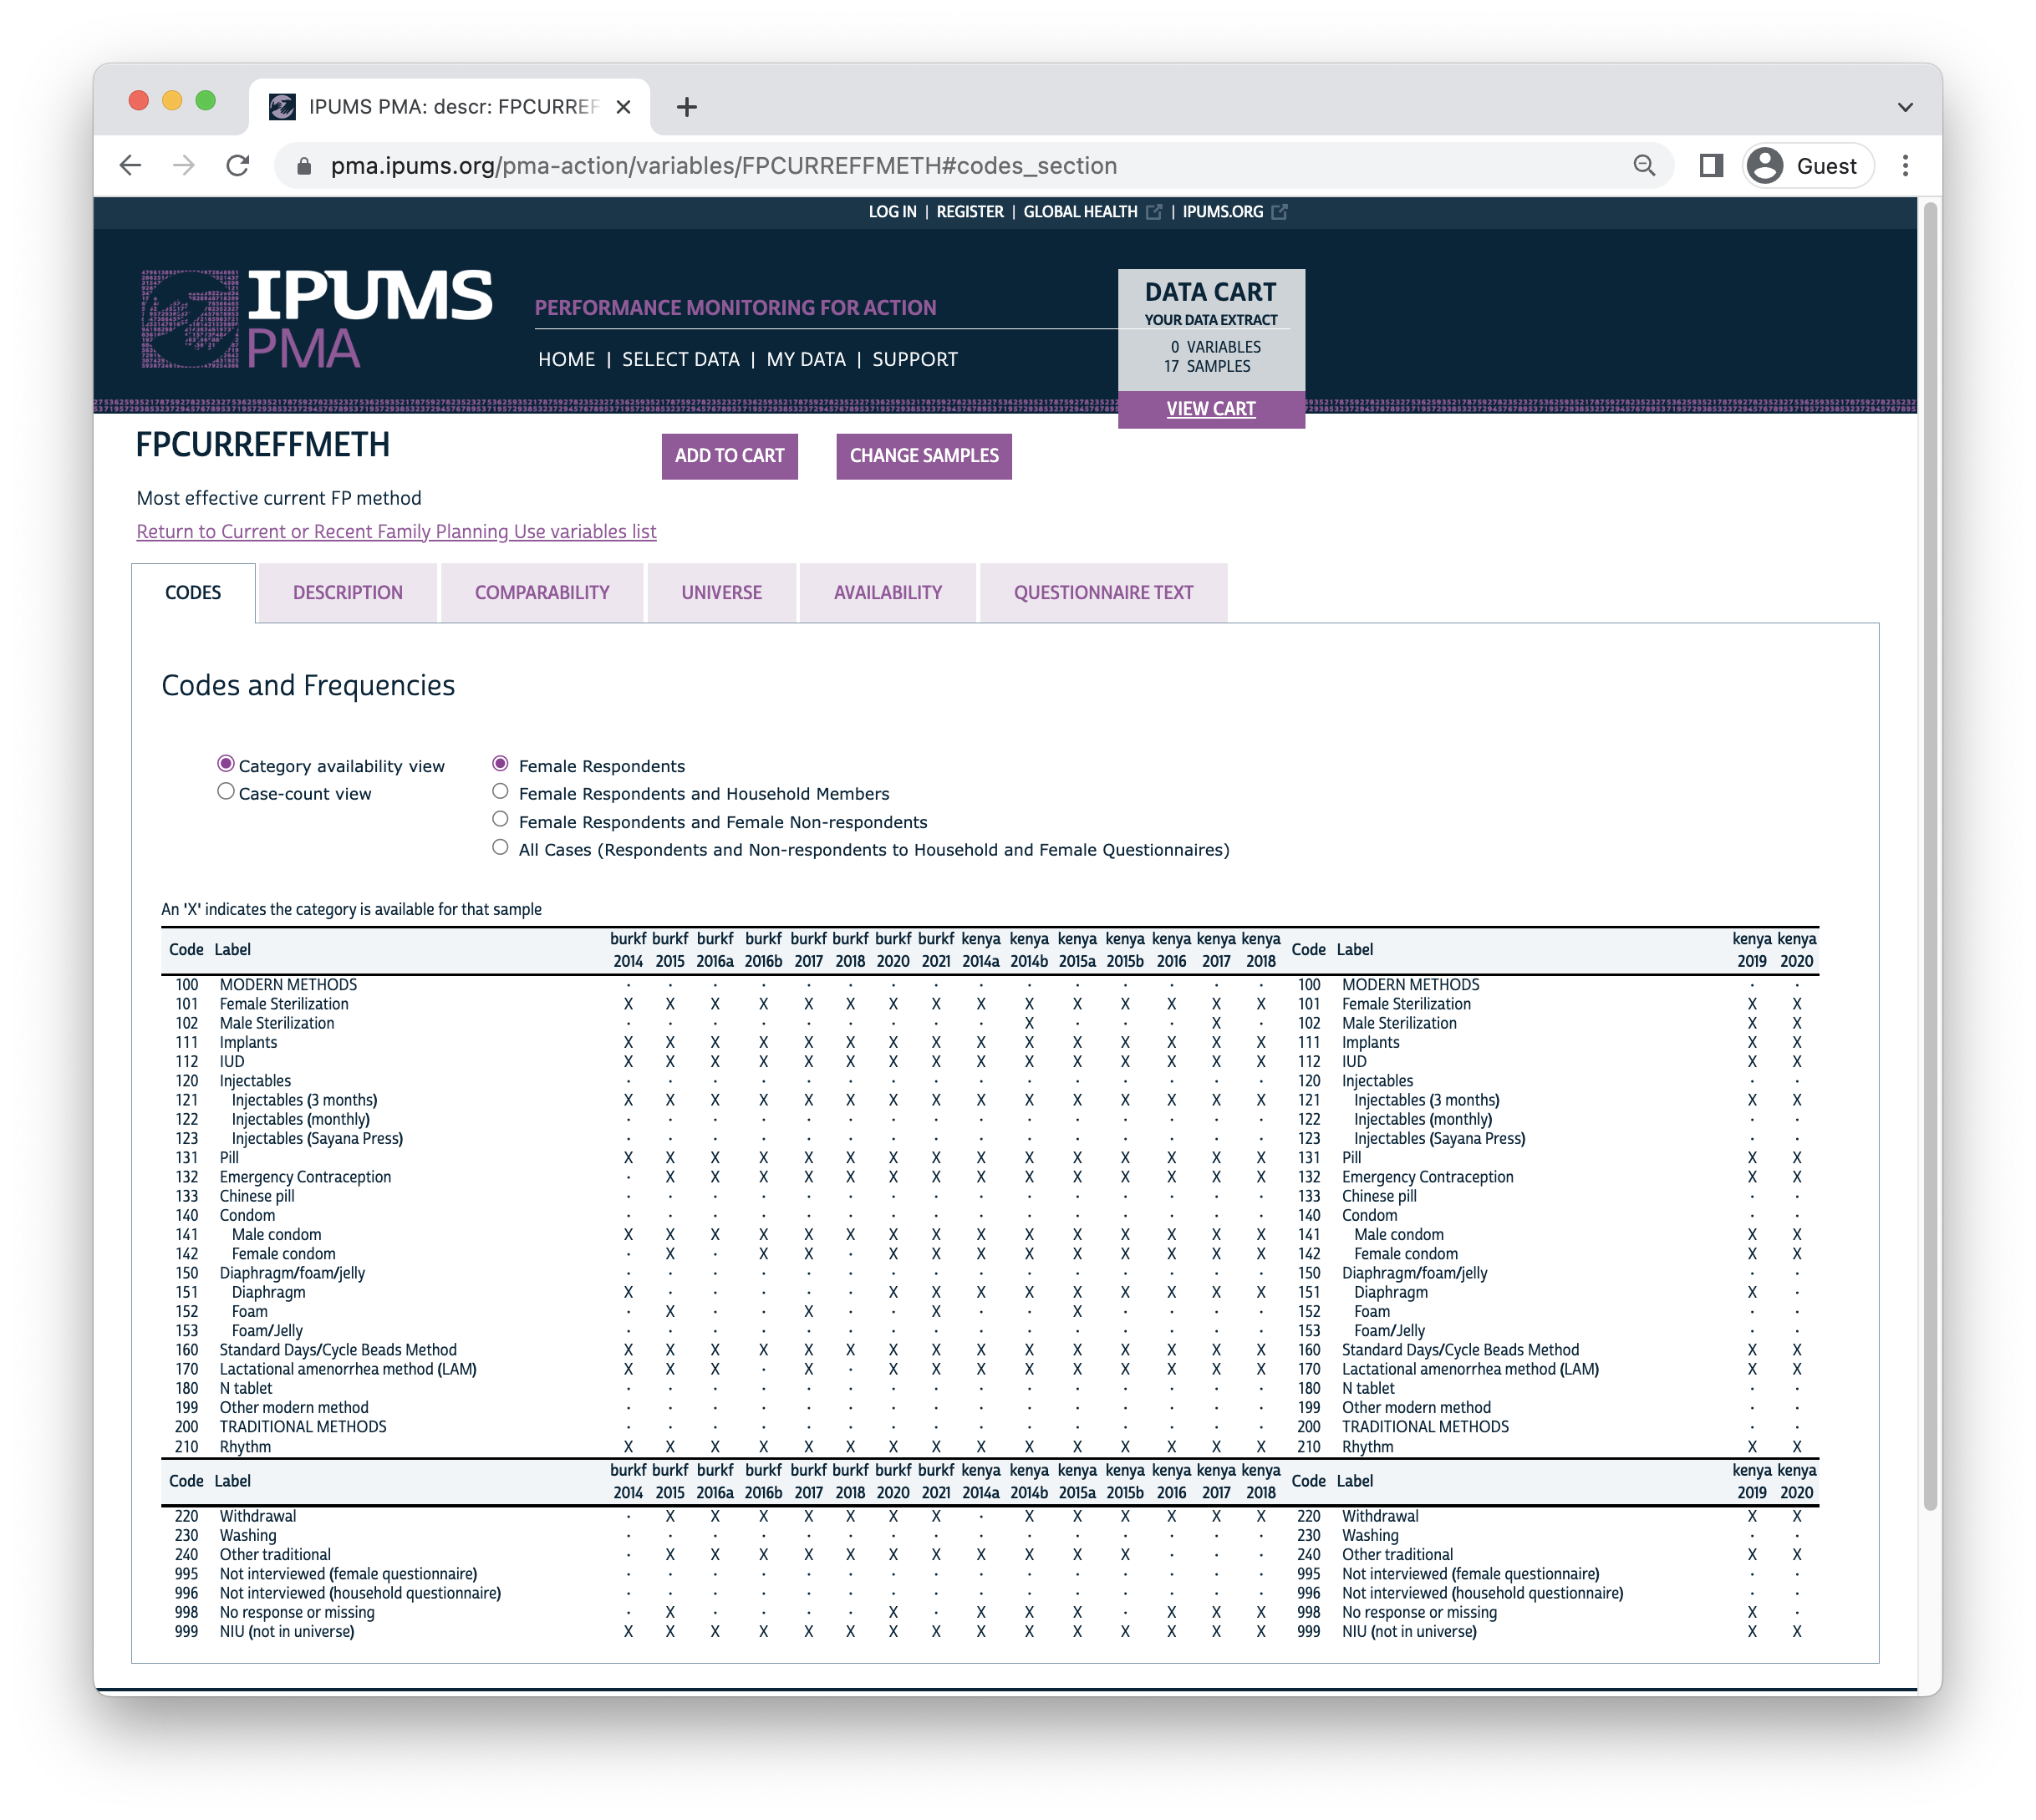 IPUMS PMA: descr: FPCURREF
pma.ipums.org/pma-action/variables/FPCURREFFMETH#codes_section
Guest
LOG IN | REGISTER | GLOBAL HEALTH | IPUMS.ORG
IPUMS
PMA
PERFORMANCE MONITORING FOR ACTION
HOME | SELECT DATA | MY DATA | SUPPORT
DATA CART
YOUR DATA EXTRACT
0 VARIABLES
17 SAMPLES
VIEW CART
FPCURREFFMETH
ADD TO CART
CHANGE SAMPLES
Most effective current FP method
Return to Current or Recent Family Planning Use variables list
CODES DESCRIPTION COMPARABILITY UNIVERSE AVAILABILITY QUESTIONNAIRE TEXT
Codes and Frequencies
Category availability view
Case-count view
Female Respondents
Female Respondents and Household Members
Female Respondents and Female Non-respondents
All Cases (Respondents and Non-respondents to Household and Female Questionnaires)
An 'X' indicates the category is available for that sample
Code Label burkf 2014 burkf 2015 burkf 2016a burkf 2016b burkf 2017 burkf 2018 burkf 2020 burkf 2021 kenya 2014a kenya 2014b kenya 2015a kenya 2015b kenya 2016 kenya 2017 kenya 2018 Code Label kenya 2019 kenya 2020
100 MODERN METHODS · · · · · · · · · · · · · · · 100 MODERN METHODS · ·
101 Female Sterilization X X X X X X X X X X X X X X X 101 Female Sterilization X X
102 Male Sterilization · · · · · · · · · X · · · X · 102 Male Sterilization X X
111 Implants X X X X X X X X X X X X X X X 111 Implants X X
112 IUD X X X X X X X X X X X X X X X 112 IUD X X
120 Injectables · · · · · · · · · · · · · · · 120 Injectables · ·
121 Injectables (3 months) X X X X X X X X X X X X X X X 121 Injectables (3 months) X X
122 Injectables (monthly) · · · · · · · · · · · · · · · 122 Injectables (monthly) · ·
123 Injectables (Sayana Press) · · · · · · · · · · · · · · · 123 Injectables (Sayana Press) · ·
131 Pill X X X X X X X X X X X X X X X 131 Pill X X
132 Emergency Contraception · X X X X X X X X X X X X X X 132 Emergency Contraception X X
133 Chinese pill · · · · · · · · · · · · · · · 133 Chinese pill · ·
140 Condom · · · · · · · · · · · · · · · 140 Condom · ·
141 Male condom X X X X X X X X X X X X X X X 141 Male condom X X
142 Female condom · X · X X · X X X X X X X X X 142 Female condom X X
150 Diaphragm/foam/jelly · · · · · · · · · · · · · · · 150 Diaphragm/foam/jelly · ·
151 Diaphragm X · · · · · X X X X X X X X X 151 Diaphragm X ·
152 Foam · X · · X · · X · · X · · · · 152 Foam · ·
153 Foam/Jelly · · · · · · · · · · · · · · · 153 Foam/Jelly · ·
160 Standard Days/Cycle Beads Method X X X X X X X X X X X X X X X 160 Standard Days/Cycle Beads Method X X
170 Lactational amenorrhea method (LAM) X X X · X · X X X X X X X X X 170 Lactational amenorrhea method (LAM) X X
180 N tablet · · · · · · · · · · · · · · · 180 N tablet · ·
199 Other modern method · · · · · · · · · · · · · · · 199 Other modern method · ·
200 TRADITIONAL METHODS · · · · · · · · · · · · · · · 200 TRADITIONAL METHODS · ·
210 Rhythm X X X X X X X X X X X X X X X 210 Rhythm X X
Code Label burkf 2014 burkf 2015 burkf 2016a burkf 2016b burkf 2017 burkf 2018 burkf 2020 burkf 2021 kenya 2014a kenya 2014b kenya 2015a kenya 2015b kenya 2016 kenya 2017 kenya 2018 Code Label kenya 2019 kenya 2020
220 Withdrawal · X X X X X X X · X X X X X X 220 Withdrawal X X
230 Washing · · · · · · · · · · · · · · · 230 Washing · ·
240 Other traditional · X X X X X X X X X X X · · · 240 Other traditional X X
995 Not interviewed (female questionnaire) · · · · · · · · · · · · · · · 995 Not interviewed (female questionnaire) · ·
996 Not interviewed (household questionnaire) · · · · · · · · · · · · · · · 996 Not interviewed (household questionnaire) · ·
998 No response or missing · X · · · · X · X X X · X X X 998 No response or missing X ·
999 NIU (not in universe) X X X X X X X X X X X X X X X 999 NIU (not in universe) X X